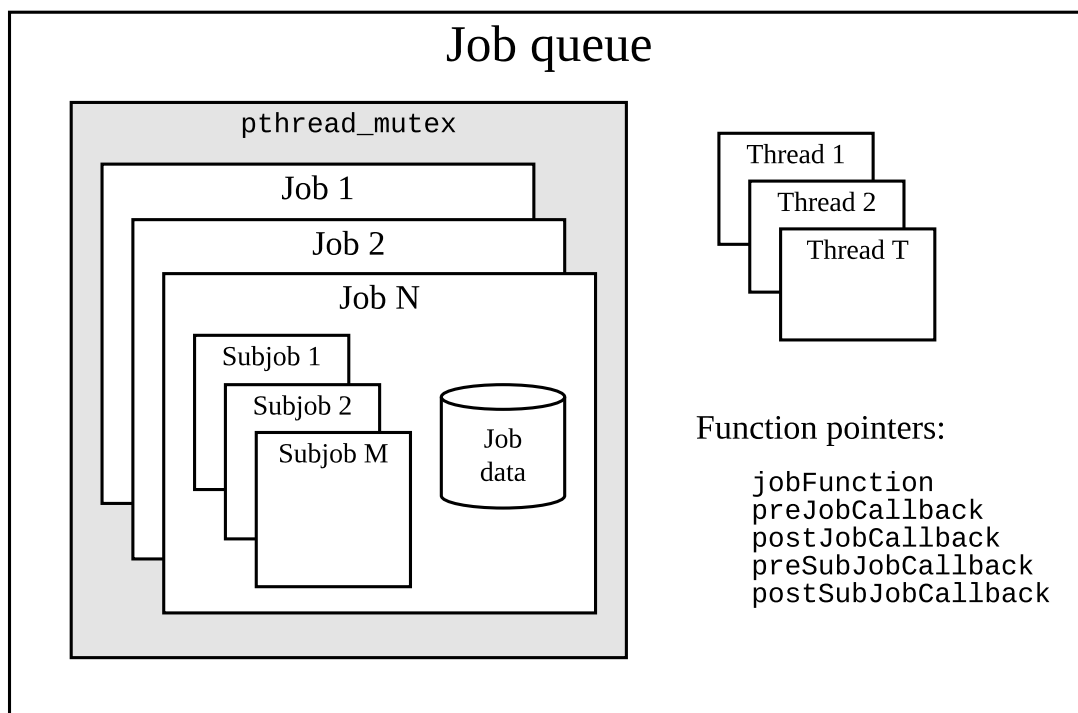 Job queue
pthread_mutex
Job 1
Job 2
Job N
Subjob 1
Subjob 2
Subjob M
Job
data
Thread 1
Thread 2
Thread T
Function pointers:
jobFunction
preJobCallback
postJobCallback
preSubJobCallback
postSubJobCallback